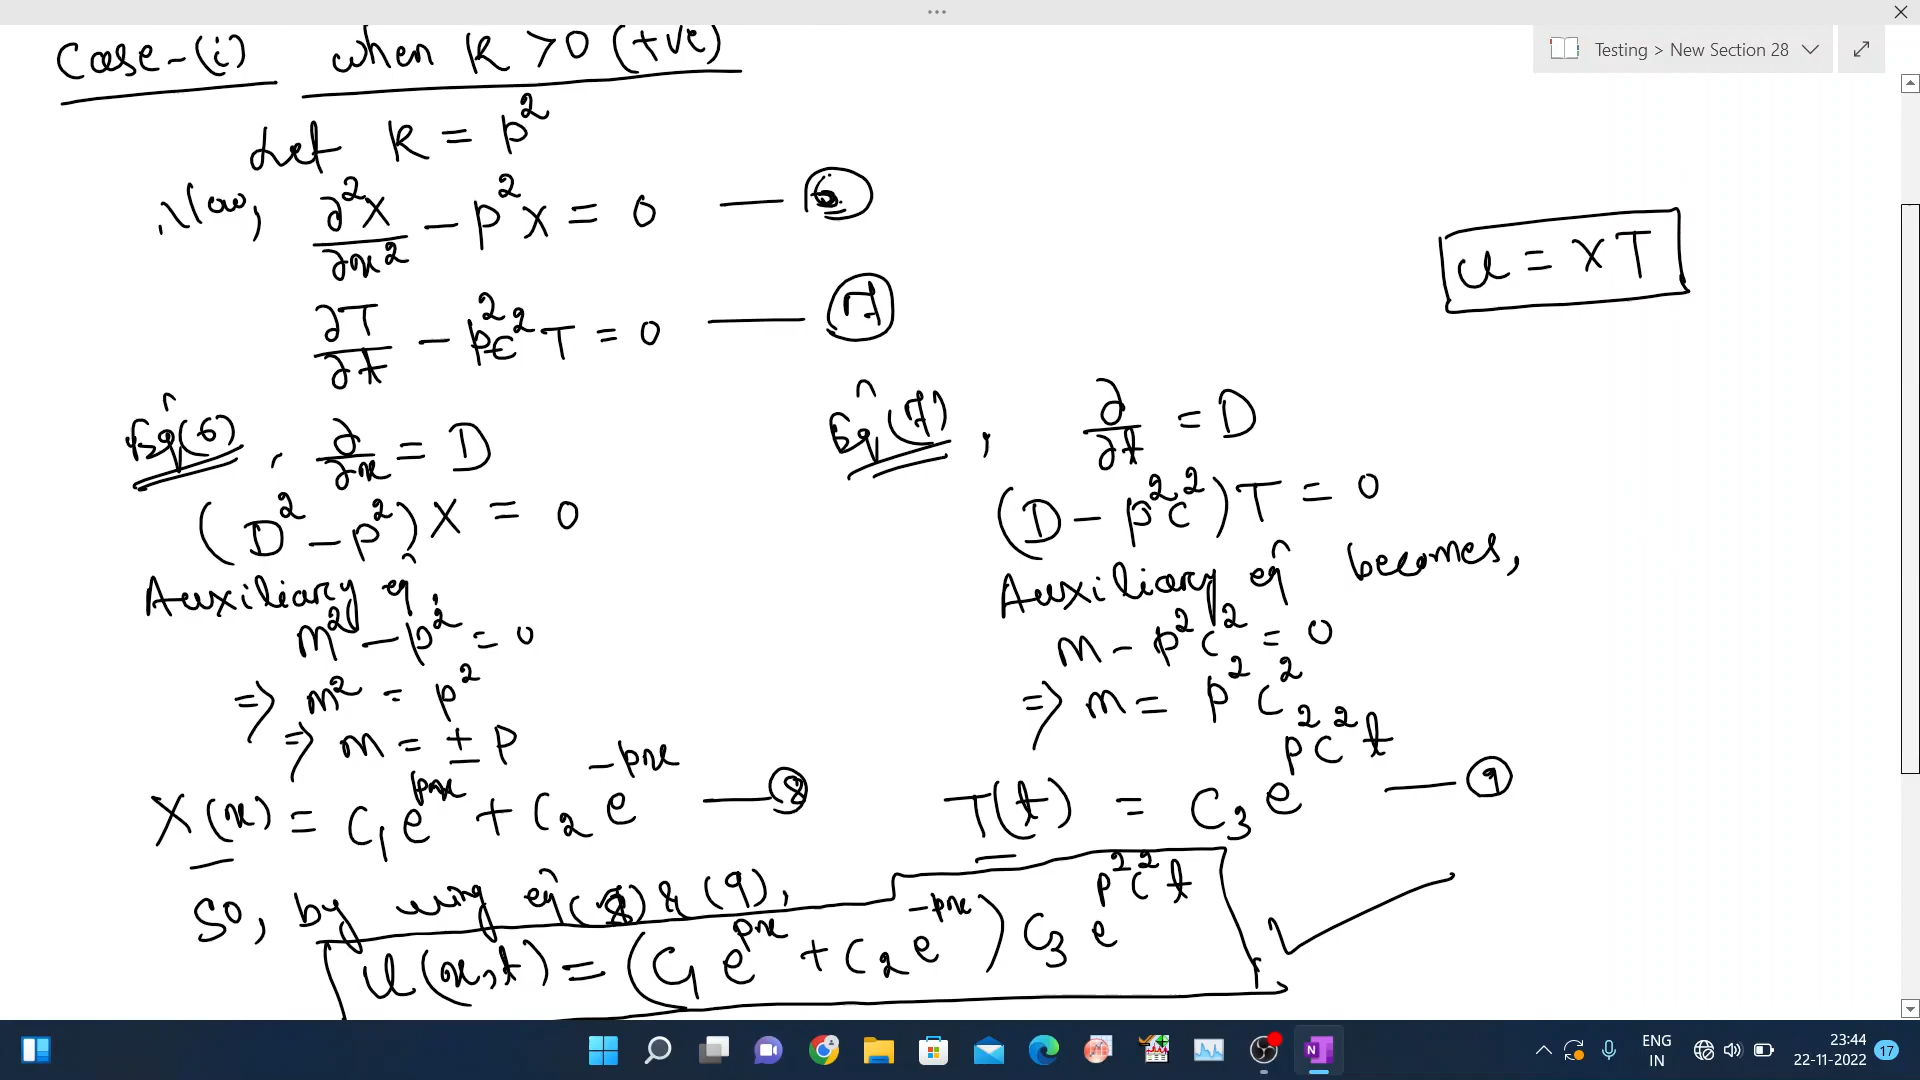 Testing > New Section 28
Case-(i) when k > 0 (+ve)
Let k = p²
Now, ∂²X/∂x² - p²X = 0 — (6)
u = XT
∂T/∂t - p²c²T = 0 — (7)
Eqn(6), ∂/∂x = D
(D² - p²)X = 0
Auxiliary eqn,
m² - p² = 0
=> m² = p²
=> m = ± p
X(x) = C₁e^px + C₂e^-px — (8)
Eqn(7), ∂/∂t = D
(D - p²c²)T = 0
Auxiliary eqn becomes,
m - p²c² = 0
=> m = p²c²
T(t) = C₃e^p²c²t — (9)
So, by using eqn(8) & (9),
u(x,t) = (C₁e^px + C₂e^-px) C₃e^p²c²t
ENG
IN
23:44
22-11-2022
17